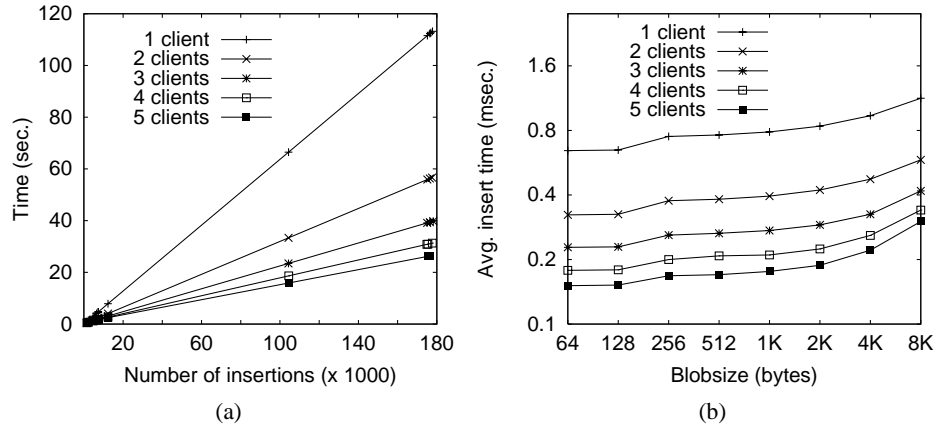 120
100
80
60
40
20
0
Time (sec.)
1 client
2 clients
3 clients
4 clients
5 clients
20 60 100 140 180
Number of insertions (x 1000)
(a)
1.6
0.8
0.4
0.2
0.1
Avg. insert time (msec.)
1 client
2 clients
3 clients
4 clients
5 clients
64 128 256 512 1K 2K 4K 8K
Blobsize (bytes)
(b)